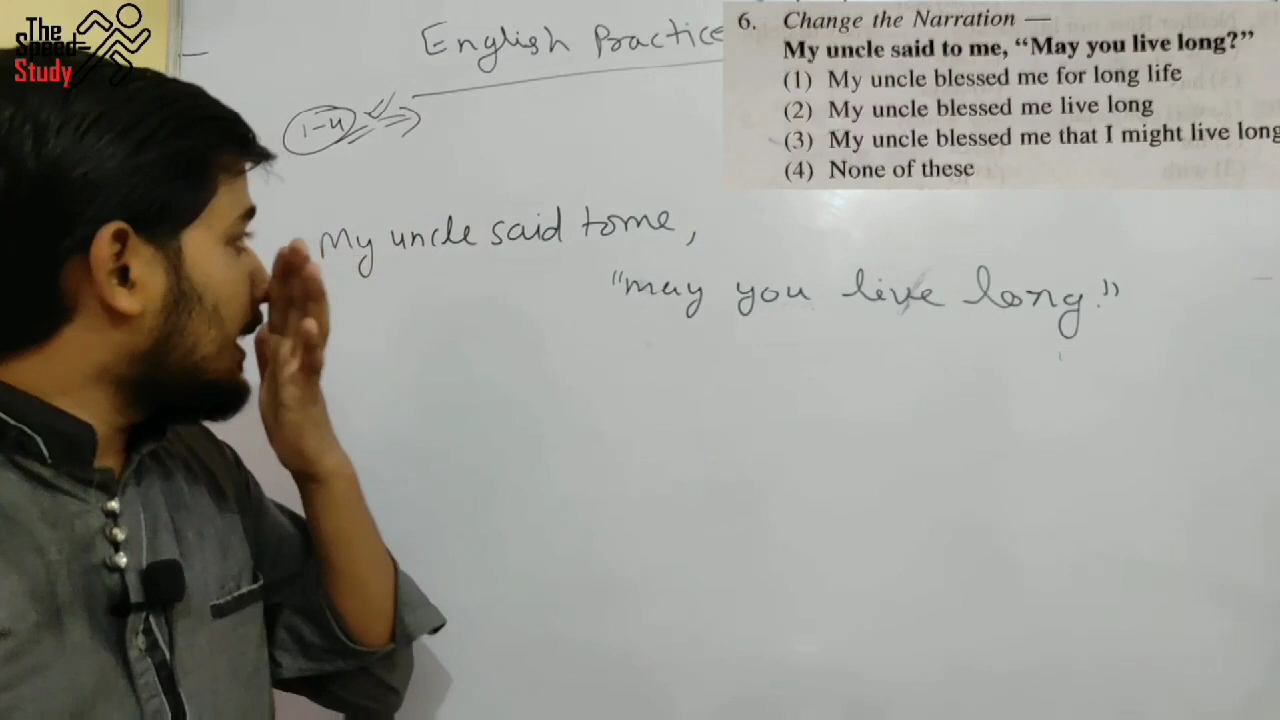 The
Speed
Study
English Practice
6. Change the Narration —
My uncle said to me, “May you live long?”
(1) My uncle blessed me for long life
(2) My uncle blessed me live long
(3) My uncle blessed me that I might live long
(4) None of these
1-4
My uncle said to me,
"may you live long."